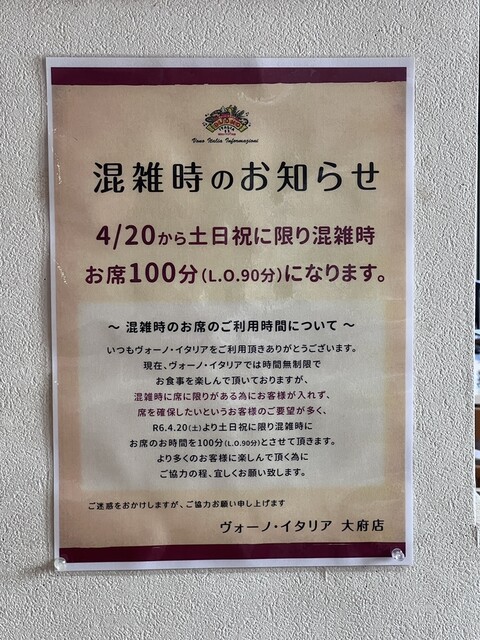 Vono Italia Informazioni
混雑時のお知らせ
4/20から土日祝に限り混雑時
お席100分(L.O.90分)になります。
～ 混雑時のお席のご利用時間について ～
いつもヴォーノ・イタリアをご利用頂きありがとうございます。
現在、ヴォーノ・イタリアでは時間無制限で
お食事を楽しんで頂いておりますが、
混雑時に席に限りがある為にお客様が入れず、
席を確保したいというお客様のご要望が多く、
R6.4.20(土)より土日祝に限り混雑時に
お席のお時間を100分(L.O.90分)とさせて頂きます。
より多くのお客様に楽しんで頂く為に
ご協力の程、宜しくお願い致します。
ご迷惑をおかけしますが、ご協力お願い申し上げます
ヴォーノ・イタリア 大府店